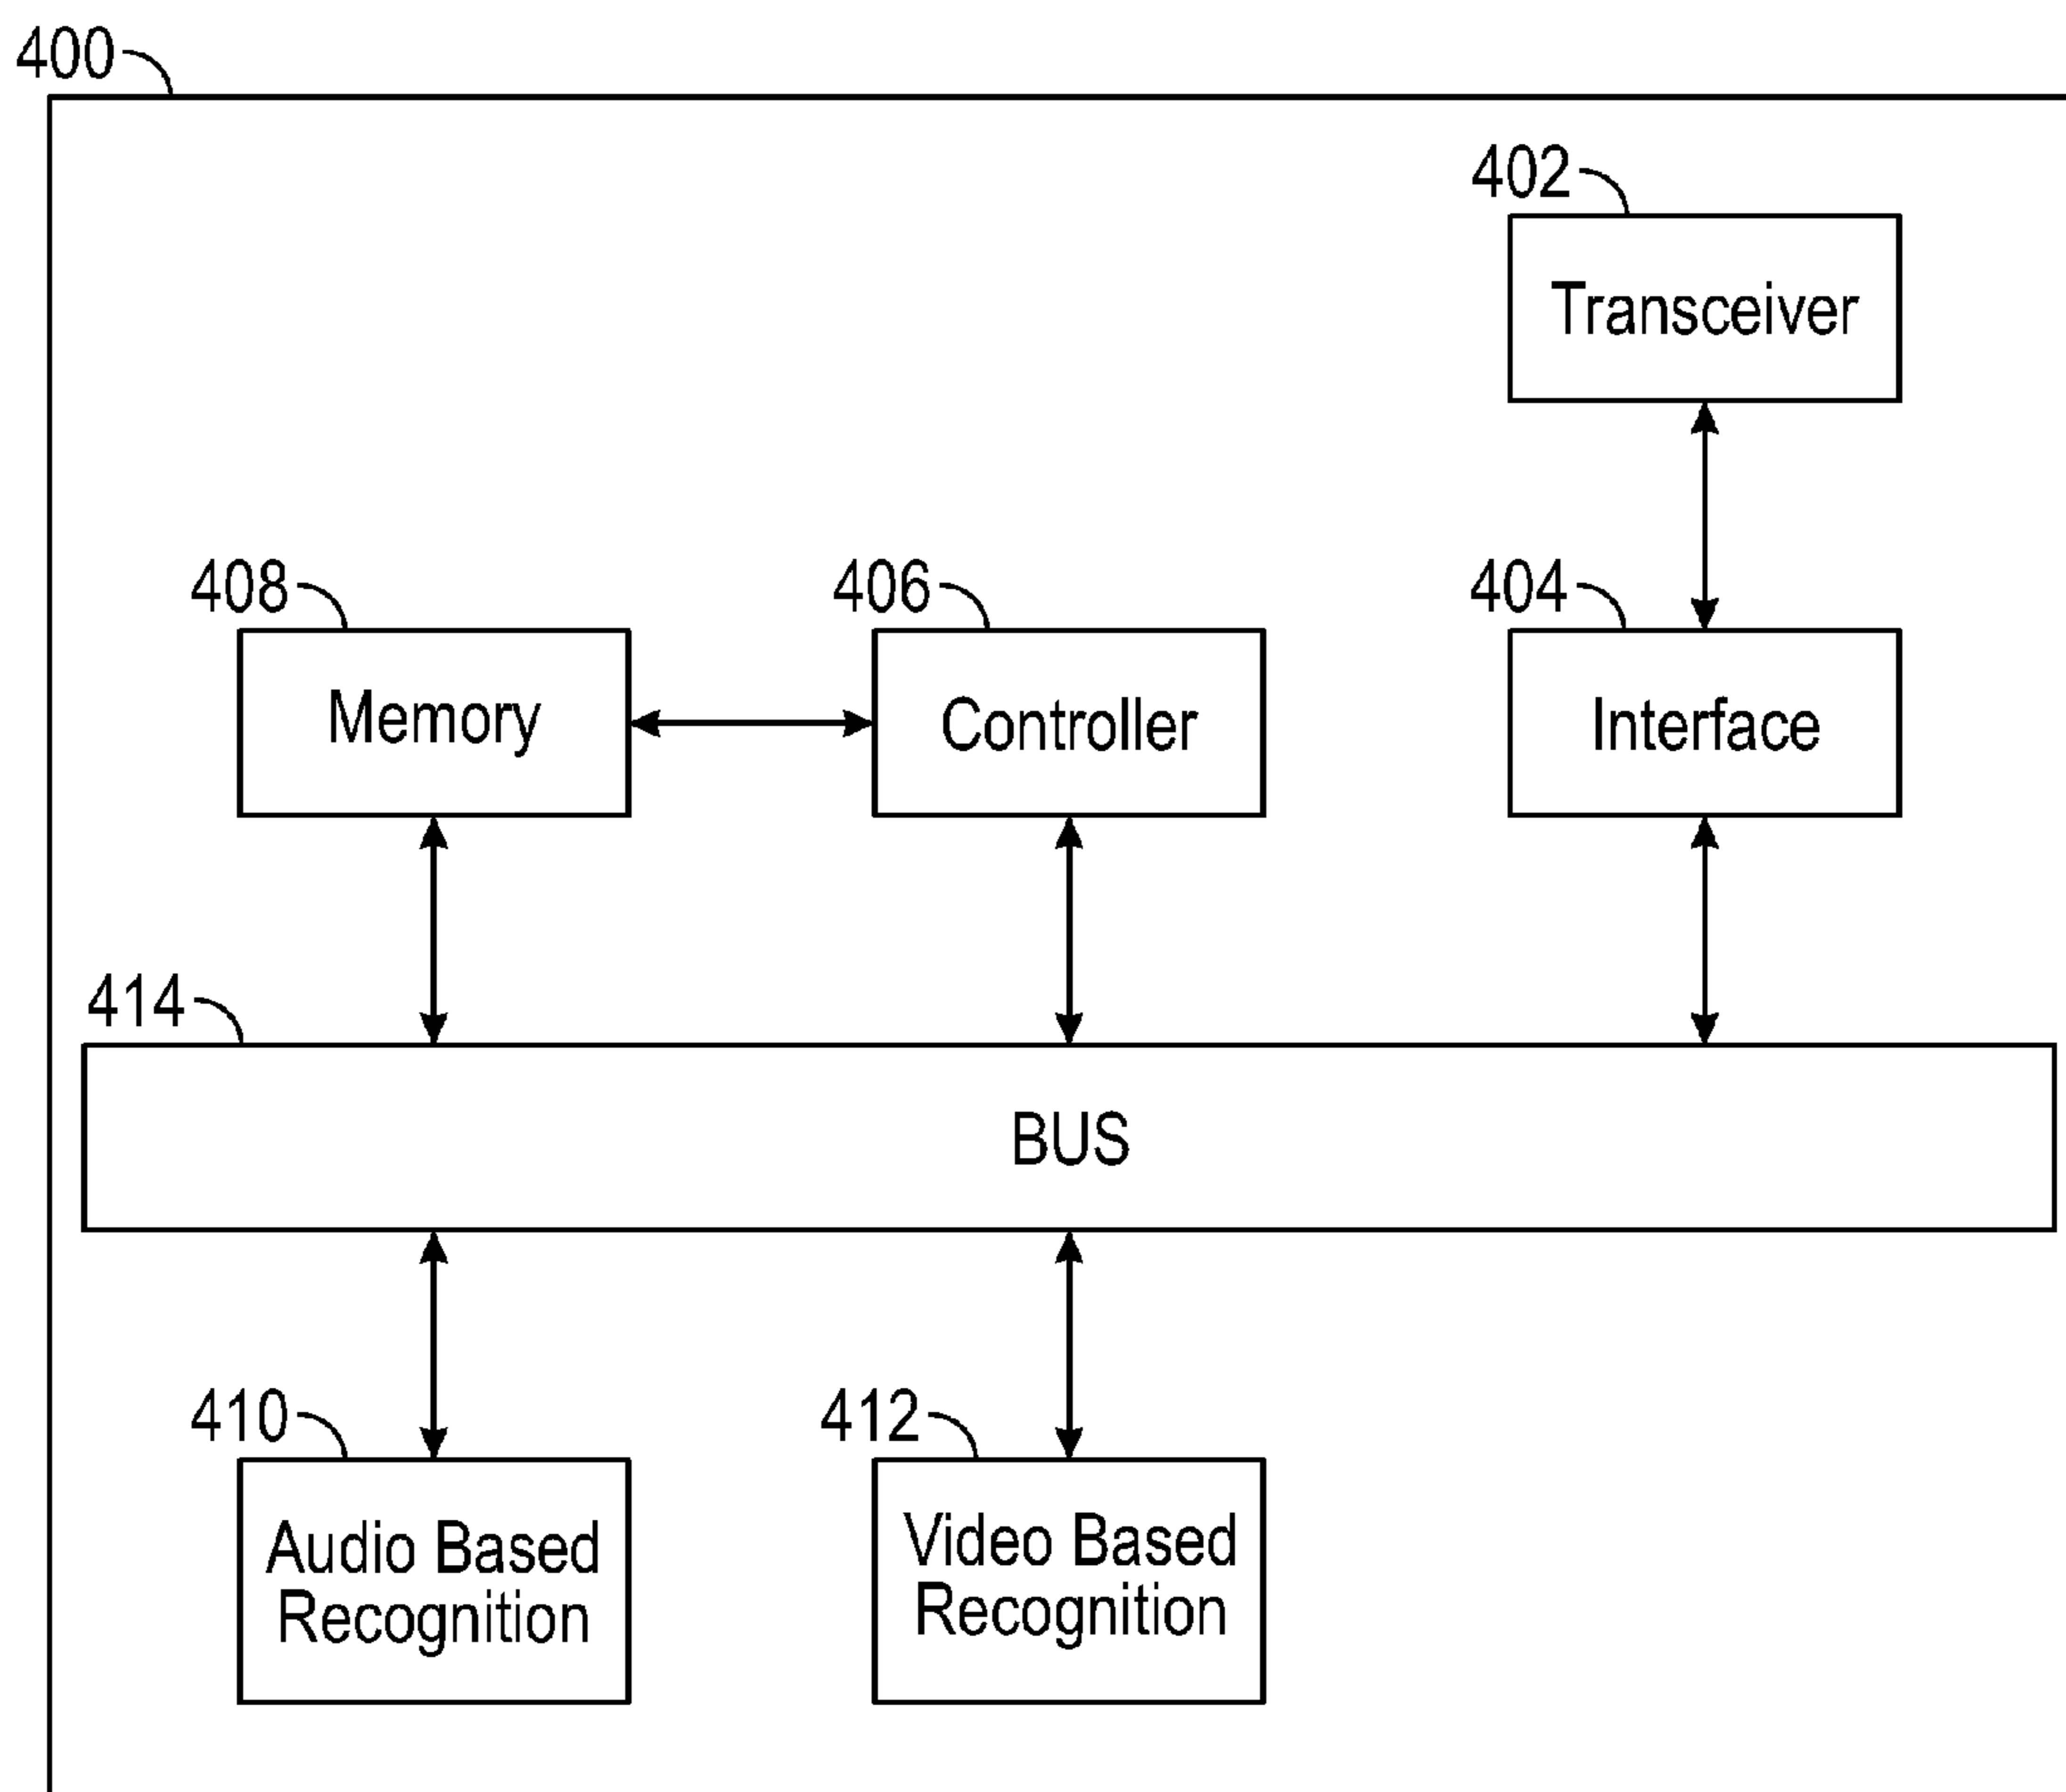 400
402
Transceiver
408
406
404
Memory
Controller
Interface
414
BUS
410
412
Audio Based
Recognition
Video Based
Recognition